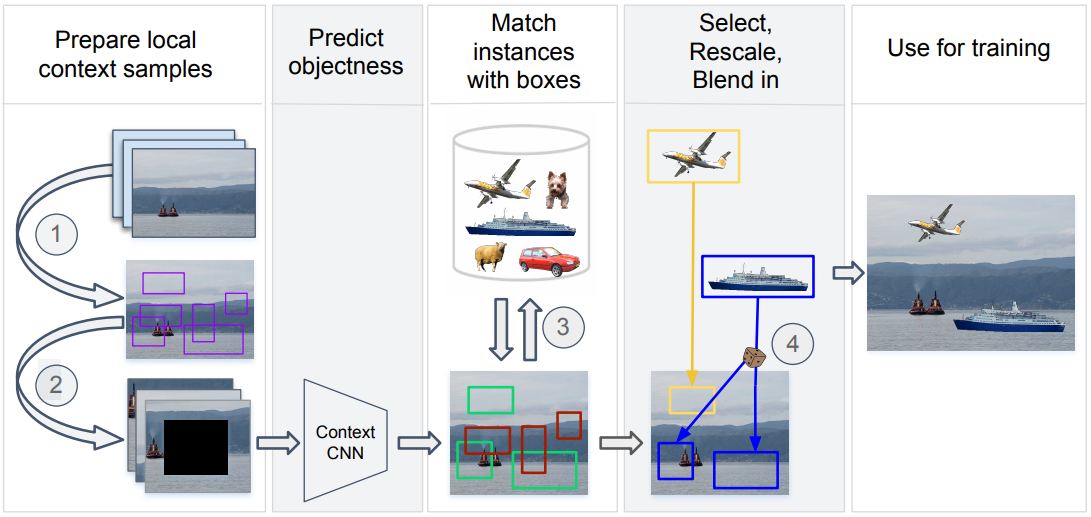 Prepare local
context samples
Predict
objectness
Match
instances
with boxes
Select,
Rescale,
Blend in
Use for training
1
2
3
4
Context
CNN